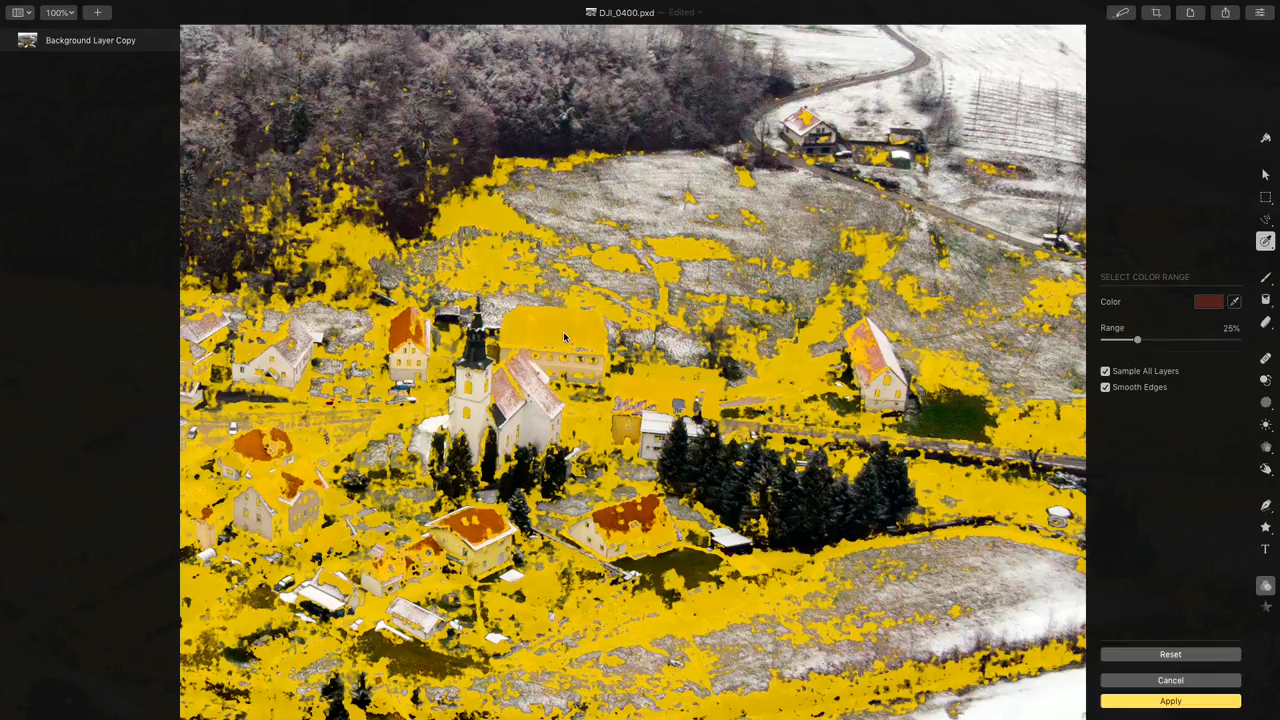 100%
DJI_0400.pxd — Edited
Background Layer Copy
SELECT COLOR RANGE
Color
Range 25%
Sample All Layers
Smooth Edges
T
Reset
Cancel
Apply